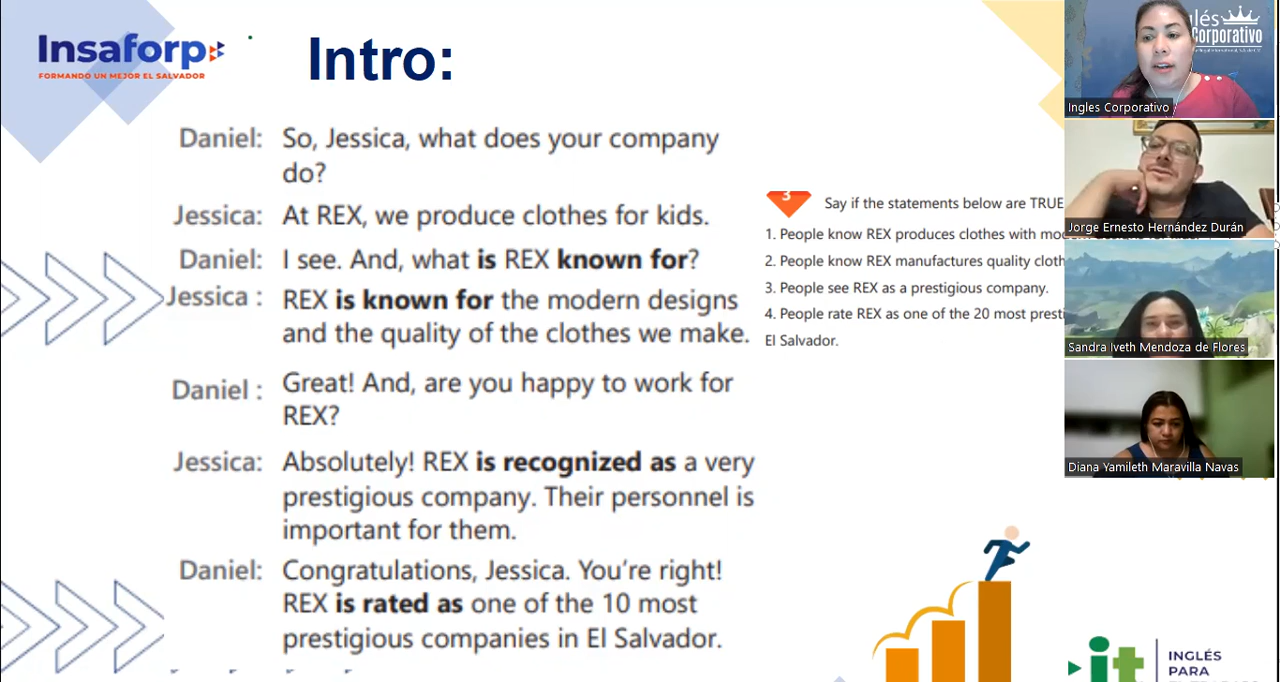 Insaforp
FORMANDO UN MEJOR EL SALVADOR
Intro:
Daniel: So, Jessica, what does your company
do?
Jessica: At REX, we produce clothes for kids.
Daniel: I see. And, what is REX known for?
Jessica : REX is known for the modern designs
and the quality of the clothes we make.
Daniel : Great! And, are you happy to work for
REX?
Jessica: Absolutely! REX is recognized as a very
prestigious company. Their personnel is
important for them.
Daniel: Congratulations, Jessica. You’re right!
REX is rated as one of the 10 most
prestigious companies in El Salvador.
3
Say if the statements below are TRUE
1. People know REX produces clothes with
2. People know REX manufactures quality
3. People see REX as a prestigious company.
4. People rate REX as one of the 20 most
El Salvador.
Corporativo
Ingles Corporativo
Jorge Ernesto Hernández Durán
Sandra Iveth Mendoza de Flores
Diana Yamileth Maravilla Navas
it
INGLÉS
PARA